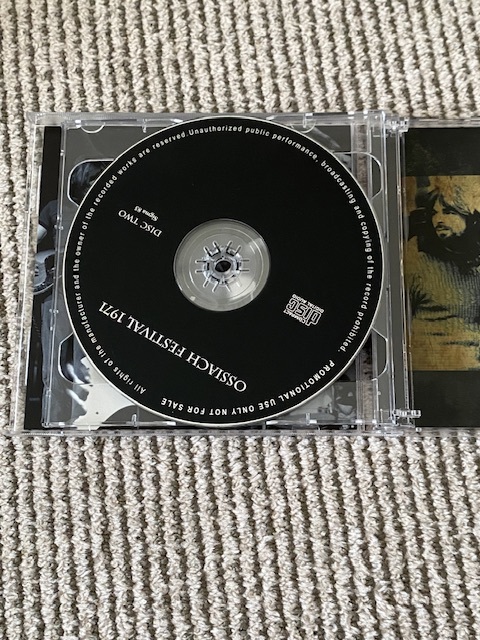 OSSIACH FESTIVAL 1971
DISC TWO
Sigma 83
COMPACT
disc
DIGITAL AUDIO
All rights of the manufacturer and the owner of the recorded works are reserved.Unauthorized public performance, broadcasting and copying of the record prohibited.
PROMOTIONAL USE ONLY NOT FOR SALE